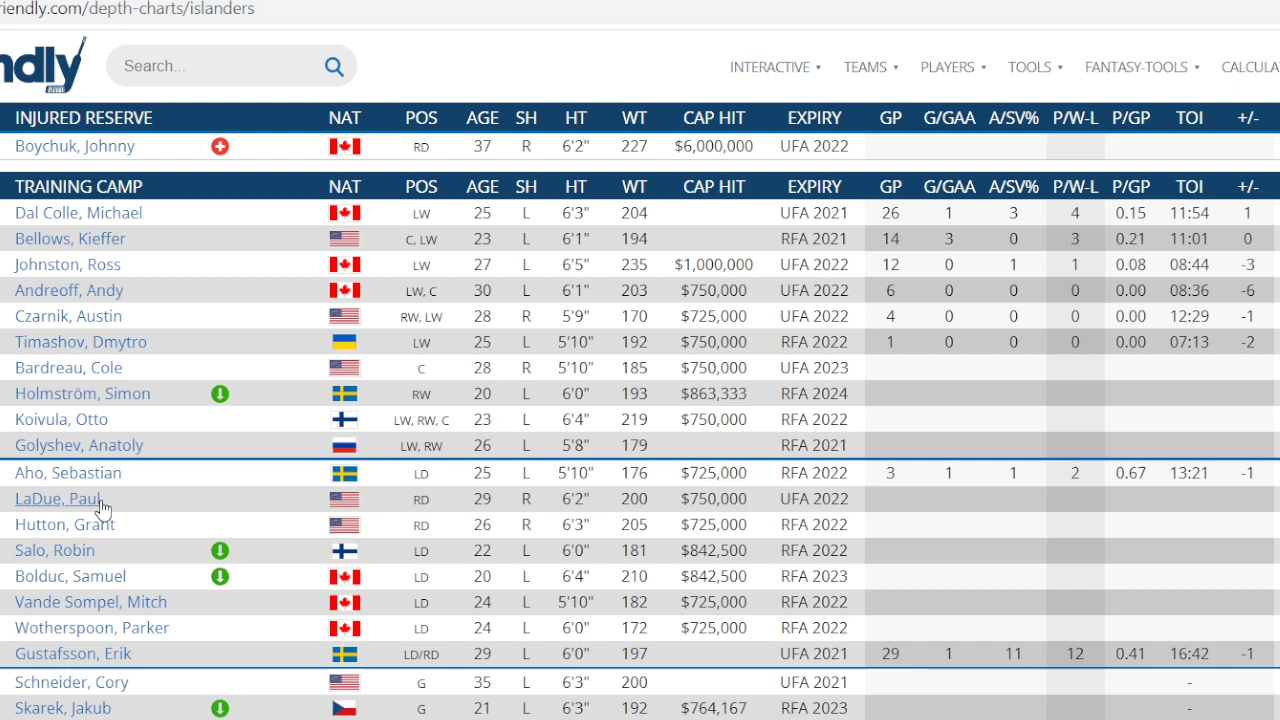 riendly.com/depth-charts/islanders
ndly Search... INTERACTIVE TEAMS PLAYERS TOOLS FANTASY-TOOLS CALCULA
INJURED RESERVE NAT POS AGE SH HT WT CAP HIT EXPIRY GP G/GAA A/SV% P/W-L P/GP TOI +/-
Boychuk, Johnny RD 37 R 6'2" 227 $6,000,000 UFA 2022
TRAINING CAMP NAT POS AGE SH HT WT CAP HIT EXPIRY GP G/GAA A/SV% P/W-L P/GP TOI +/-
Dal Colle, Michael LW 25 L 6'3" 204 UFA 2021 26 1 3 4 0.15 11:54 1
Bellows, Kieffer C, LW 23 L 6'1" 194 RFA 2021 14 3 0 3 0.21 11:01 0
Johnston, Ross LW 27 L 6'5" 235 $1,000,000 UFA 2022 12 0 1 1 0.08 08:44 -3
Andreoff, Andy LW, C 30 L 6'1" 203 $750,000 UFA 2022 6 0 0 0 0.00 08:36 -6
Czarnik, Austin RW, LW 28 R 5'9" 170 $725,000 UFA 2022 4 0 0 0 0.00 12:29 -1
Timashov, Dmytro LW 25 L 5'10" 192 $750,000 RFA 2022 1 0 0 0 0.00 07:13 -2
Bardreau, Cole C 28 R 5'10" 185 $750,000 UFA 2023
Holmström, Simon RW 20 L 6'0" 193 $863,333 RFA 2024
Koivula, Otto LW, RW, C 23 L 6'4" 219 $750,000 RFA 2022
Golyshev, Anatoly LW, RW 26 L 5'8" 179 RFA 2021
Aho, Sebastian LD 25 L 5'10" 176 $725,000 RFA 2022 3 1 1 2 0.67 13:21 -1
LaDue, Paul RD 29 R 6'2" 200 $750,000 UFA 2022
Hutton, Grant RD 26 R 6'3" 205 $725,000 RFA 2022
Salo, Robin LD 22 L 6'0" 181 $842,500 RFA 2022
Bolduc, Samuel LD 20 L 6'4" 210 $842,500 RFA 2023
Vande Sompel, Mitch LD 24 L 5'10" 182 $725,000 RFA 2022
Wotherspoon, Parker LD 24 L 6'0" 172 $725,000 RFA 2022
Gustafsson, Erik LD/RD 29 L 6'0" 197 UFA 2021 29 1 11 12 0.41 16:42 -1
Schneider, Cory G 35 L 6'3" 200 UFA 2021 -
Skarek, Jakub G 21 L 6'3" 192 $764,167 RFA 2023 -